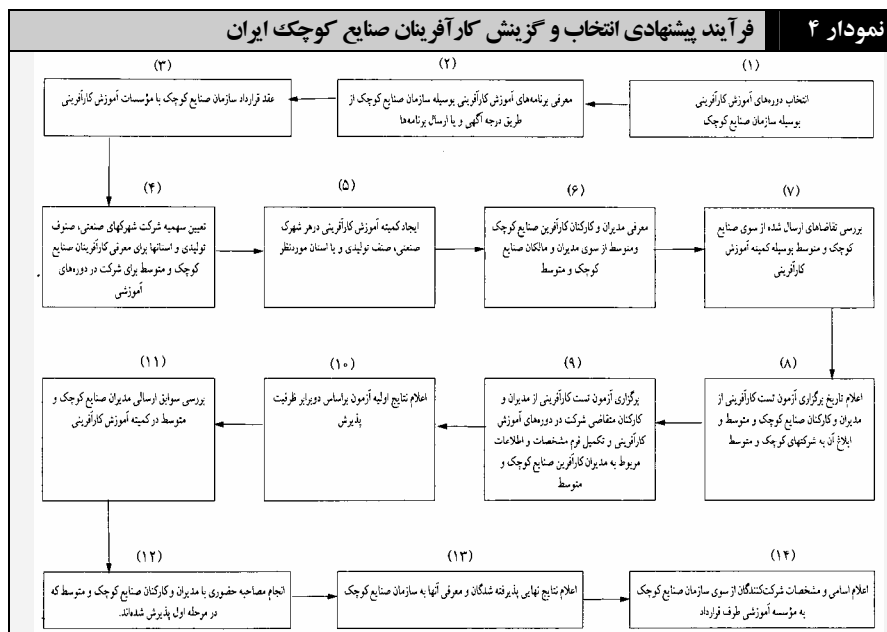 نمودار ۴
فرآیند پیشنهادی انتخاب و گزینش کارآفرینان صنایع کوچک ایران
(۱)
انتخاب دوره‌های آموزش کارآفرینی
بوسیله سازمان صنایع کوچک
(۲)
معرفی برنامه‌های آموزش کارآفرینی بوسیله سازمان صنایع کوچک از
طریق درجه آگهی و یا ارسال برنامه‌ها
(۳)
عقد قرارداد سازمان صنایع کوچک با مؤسسات آموزش کارآفرینی
(۴)
تعیین سهمیه شرکت شهرکهای صنعتی، صنوف
تولیدی و استانها برای معرفی کارآفرینان صنایع
کوچک و متوسط برای شرکت در دوره‌های
آموزشی
(۵)
ایجاد کمیته آموزش کارآفرینی در هر شهرک
صنعتی، صنف تولیدی و یا استان موردنظر
(۶)
معرفی مدیران و کارکنان کارآفرین صنایع کوچک
ومتوسط از سوی مدیران و مالکان صنایع
کوچک و متوسط
(۷)
بررسی تقاضاهای ارسال شده از سوی صنایع
کوچک و متوسط بوسیله کمیته آموزش
کارآفرینی
(۸)
اعلام تاریخ برگزاری آزمون تست کارآفرینی از
مدیران و کارکنان صنایع کوچک و متوسط و
ابلاغ آن به شرکتهای کوچک و متوسط
(۹)
برگزاری آزمون تست کارآفرینی از مدیران و
کارکنان متقاضی شرکت در دوره‌های آموزش
کارآفرینی و تکمیل فرم مشخصات و اطلاعات
مربوط به مدیران کارآفرین صنایع کوچک و
متوسط
(۱۰)
اعلام نتایج اولیه آزمون براساس دوبرابر ظرفیت
پذیرش
(۱۱)
بررسی سوابق ارسالی مدیران صنایع کوچک و
متوسط در کمیته آموزش کارآفرینی
(۱۲)
انجام مصاحبه حضوری با مدیران و کارکنان صنایع کوچک و متوسط که
در مرحله اول پذیرش شده‌اند.
(۱۳)
اعلام نتایج نهایی پذیرفته شدگان و معرفی آنها به سازمان صنایع کوچک
(۱۴)
اعلام اسامی و مشخصات شرکت‌کنندگان از سوی سازمان صنایع کوچک
به مؤسسه آموزشی طرف قرارداد